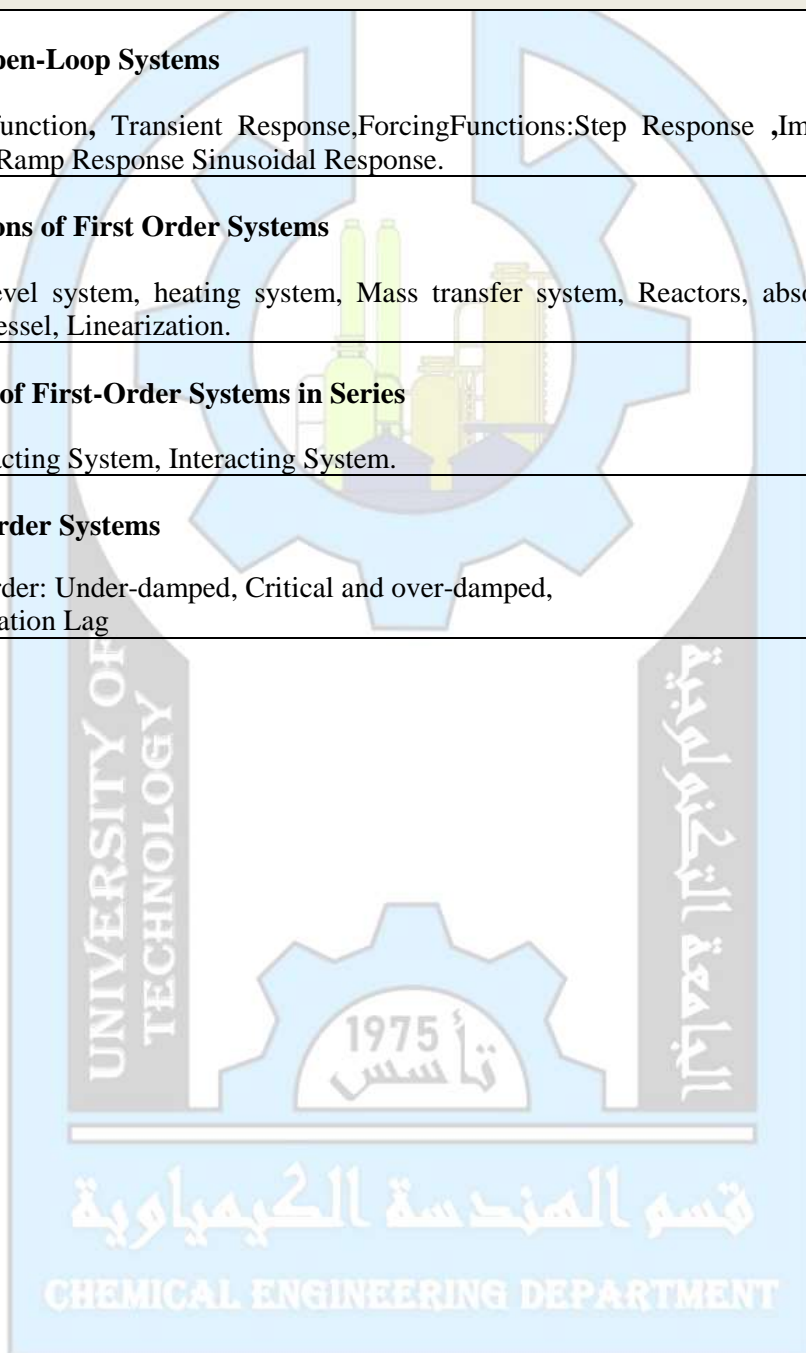 pen-Loop Systems
unction, Transient Response,ForcingFunctions:Step Response ,Im
Ramp Response Sinusoidal Response.
ons of First Order Systems
evel system, heating system, Mass transfer system, Reactors, abso
essel, Linearization.
of First-Order Systems in Series
acting System, Interacting System.
rder Systems
rder: Under-damped, Critical and over-damped,
ation Lag
UNIVERSITY OF
TECHNOLOGY
الجامعة التكنولوجية
1975
تأسس
قسم الهندسة الكيمياوية
CHEMICAL ENGINEERING DEPARTMENT